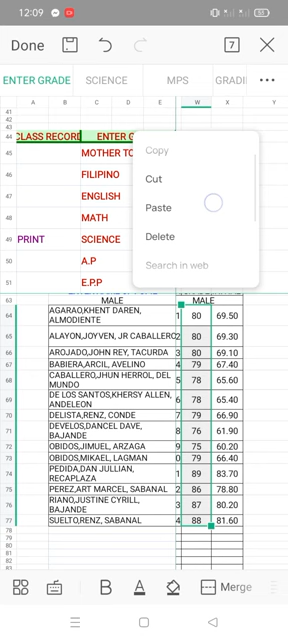 12:09
55
Done
7
ENTER GRADE SCIENCE MPS GRADI
A B C D E W X Y
41
42
43
44 CLASS RECORD ENTER G
45 MOTHER TO
46 FILIPINO
47 ENGLISH
48 MATH
49 PRINT SCIENCE
50 A.P
51 E.P.P
Copy
Cut
Paste
Delete
Search in web
63 MALE MALE
64 AGARAO,KHENT DAREN, ALMODIENTE 1 80 69.50
65 ALAYON,JOYVEN, JR CABALLERO 2 80 69.30
66 AROJADO,JOHN REY, TACURDA 3 80 69.10
67 BABIERA,ARCIL, AVELINO 4 79 67.40
68 CABALLERO,JHUN HERROL, DEL MUNDO 5 78 65.60
69 DE LOS SANTOS,KHERSY ALLEN, ANDELEON 6 78 65.40
70 DELISTA,RENZ, CONDE 7 79 66.90
71 DEVELOS,DANCEL DAVE, BAJANDE 8 76 61.90
72 OBIDOS,JIMUEL, ARZAGA 9 75 60.20
73 OBIDOS,MIKAEL, LAGMAN 0 79 66.40
74 PEDIDA,DAN JULLIAN, RECAPLAZA 1 89 83.70
75 PEREZ,ART MARCEL, SABANAL 2 86 78.80
76 RIANO,JUSTINE CYRILL, BAJANDE 3 87 80.20
77 SUELTO,RENZ, SABANAL 4 88 81.60
78
79
80
81
82
83
B A Merge